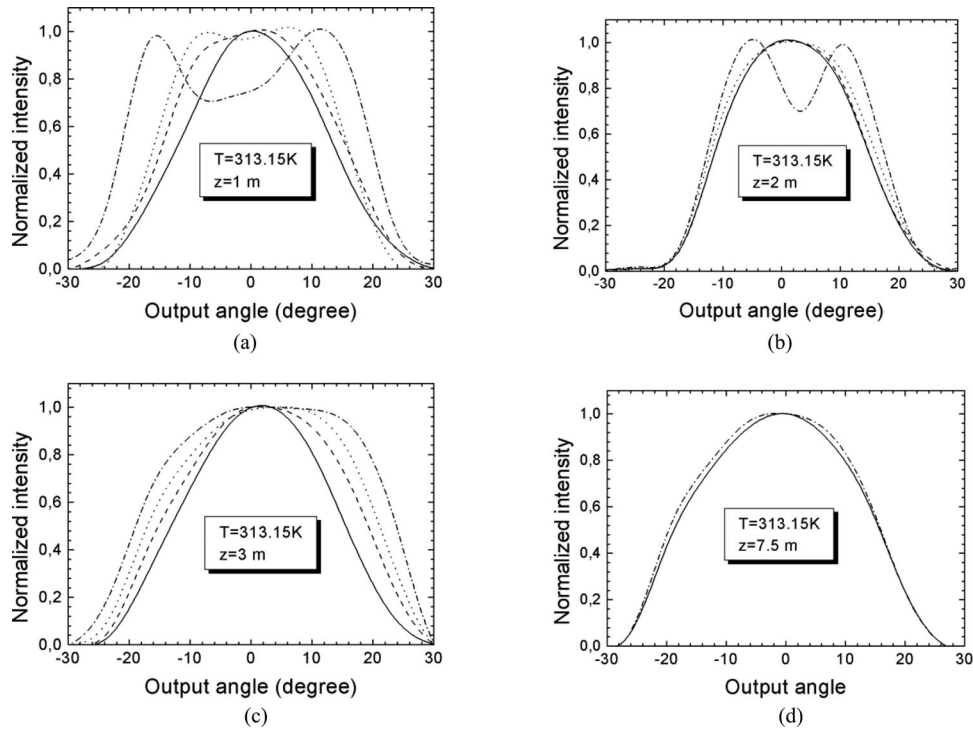 Normalized intensity
1,0
0,8
0,6
0,4
0,2
0,0
T=313.15K
z=1 m
-30 -20 -10 0 10 20 30
Output angle (degree)
(a)
Normalized intensity
1,0
0,8
0,6
0,4
0,2
0,0
T=313.15K
z=2 m
-30 -20 -10 0 10 20 30
Output angle (degree)
(b)
Normalized intensity
1,0
0,8
0,6
0,4
0,2
0,0
T=313.15K
z=3 m
-30 -20 -10 0 10 20 30
Output angle (degree)
(c)
Normalized intensity
1,0
0,8
0,6
0,4
0,2
0,0
T=313.15K
z=7.5 m
-30 -20 -10 0 10 20 30
Output angle
(d)